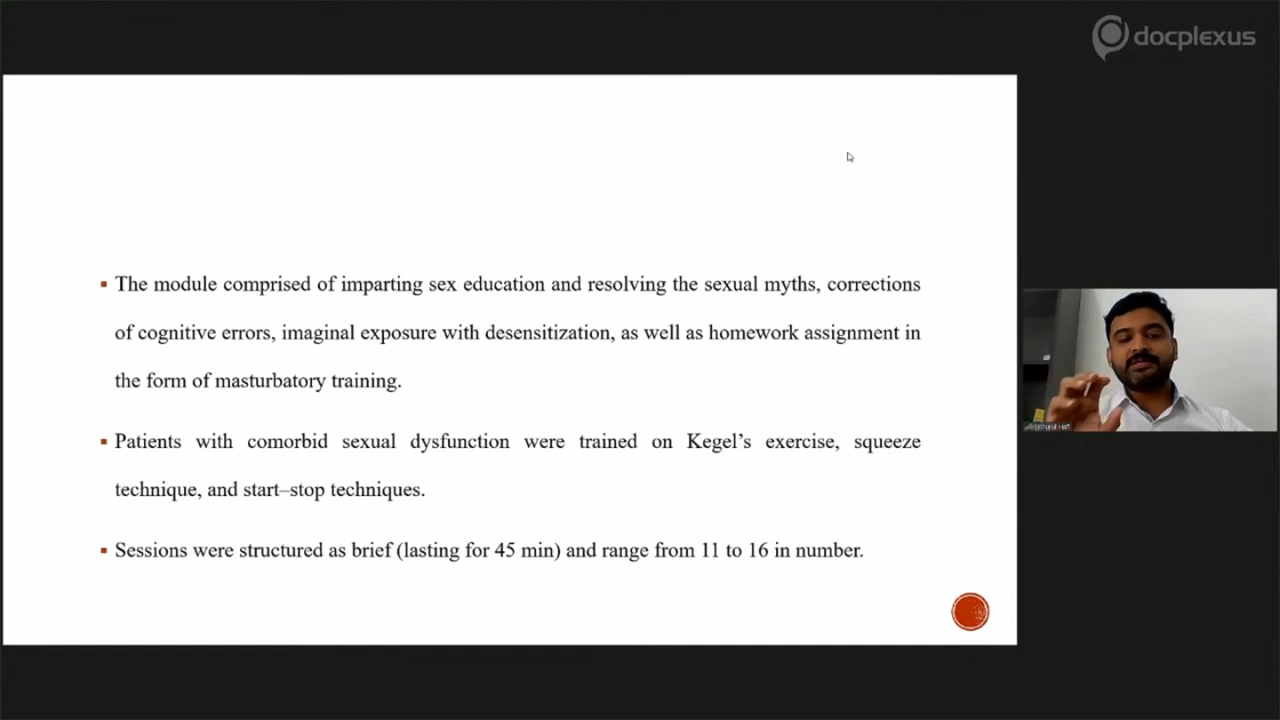 docplexus
▪ The module comprised of imparting sex education and resolving the sexual myths, corrections
of cognitive errors, imaginal exposure with desensitization, as well as homework assignment in
the form of masturbatory training.
▪ Patients with comorbid sexual dysfunction were trained on Kegel’s exercise, squeeze
technique, and start–stop techniques.
▪ Sessions were structured as brief (lasting for 45 min) and range from 11 to 16 in number.